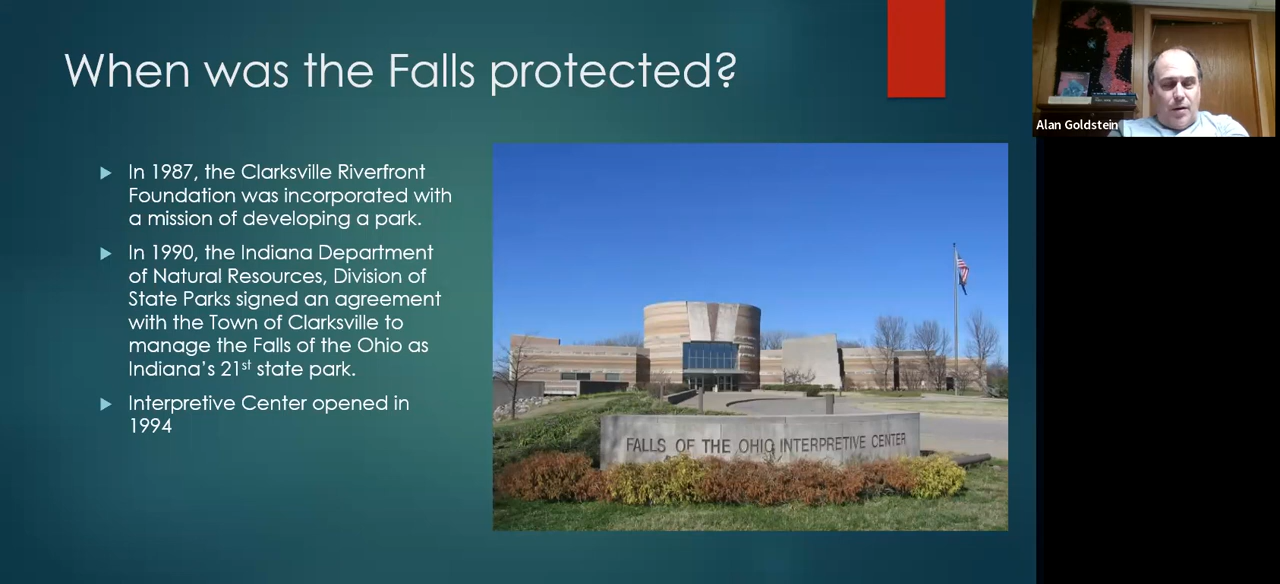 When was the Falls protected?
In 1987, the Clarksville Riverfront
Foundation was incorporated with
a mission of developing a park.
In 1990, the Indiana Department
of Natural Resources, Division of
State Parks signed an agreement
with the Town of Clarksville to
manage the Falls of the Ohio as
Indiana's 21st state park.
Interpretive Center opened in
1994
FALLS OF THE OHIO INTERPRETIVE CENTER
Alan Goldstein